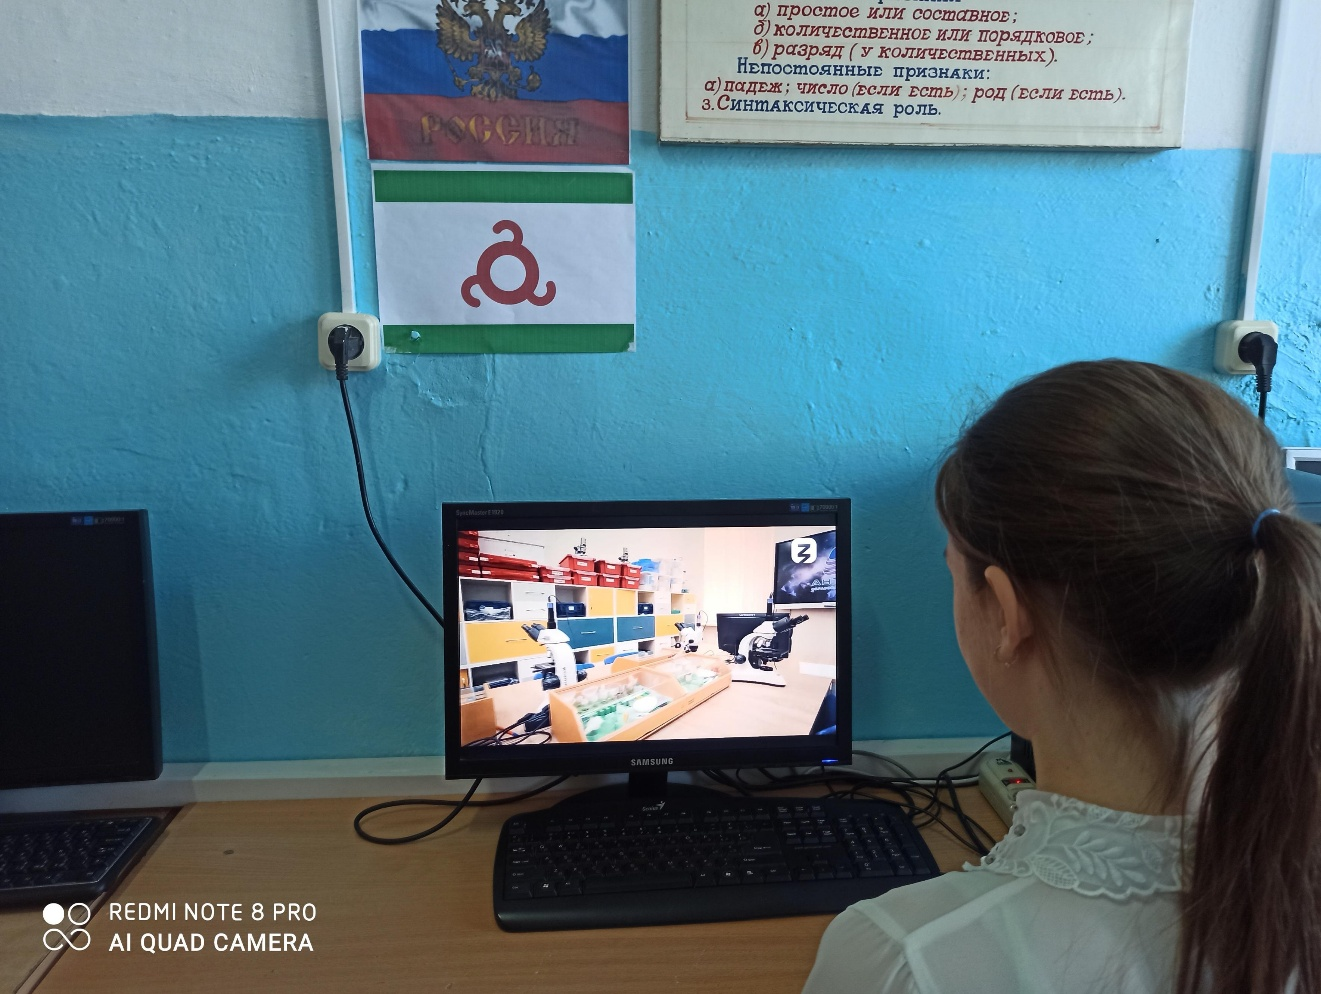 РОССИЯ
а) простое или составное;
б) количественное или порядковое;
в) разряд (у количественных).
Непостоянные признаки:
а) падеж; число (если есть); род (если есть).
3. Синтаксическая роль.
SAMSUNG
Genius
REDMI NOTE 8 PRO
AI QUAD CAMERA